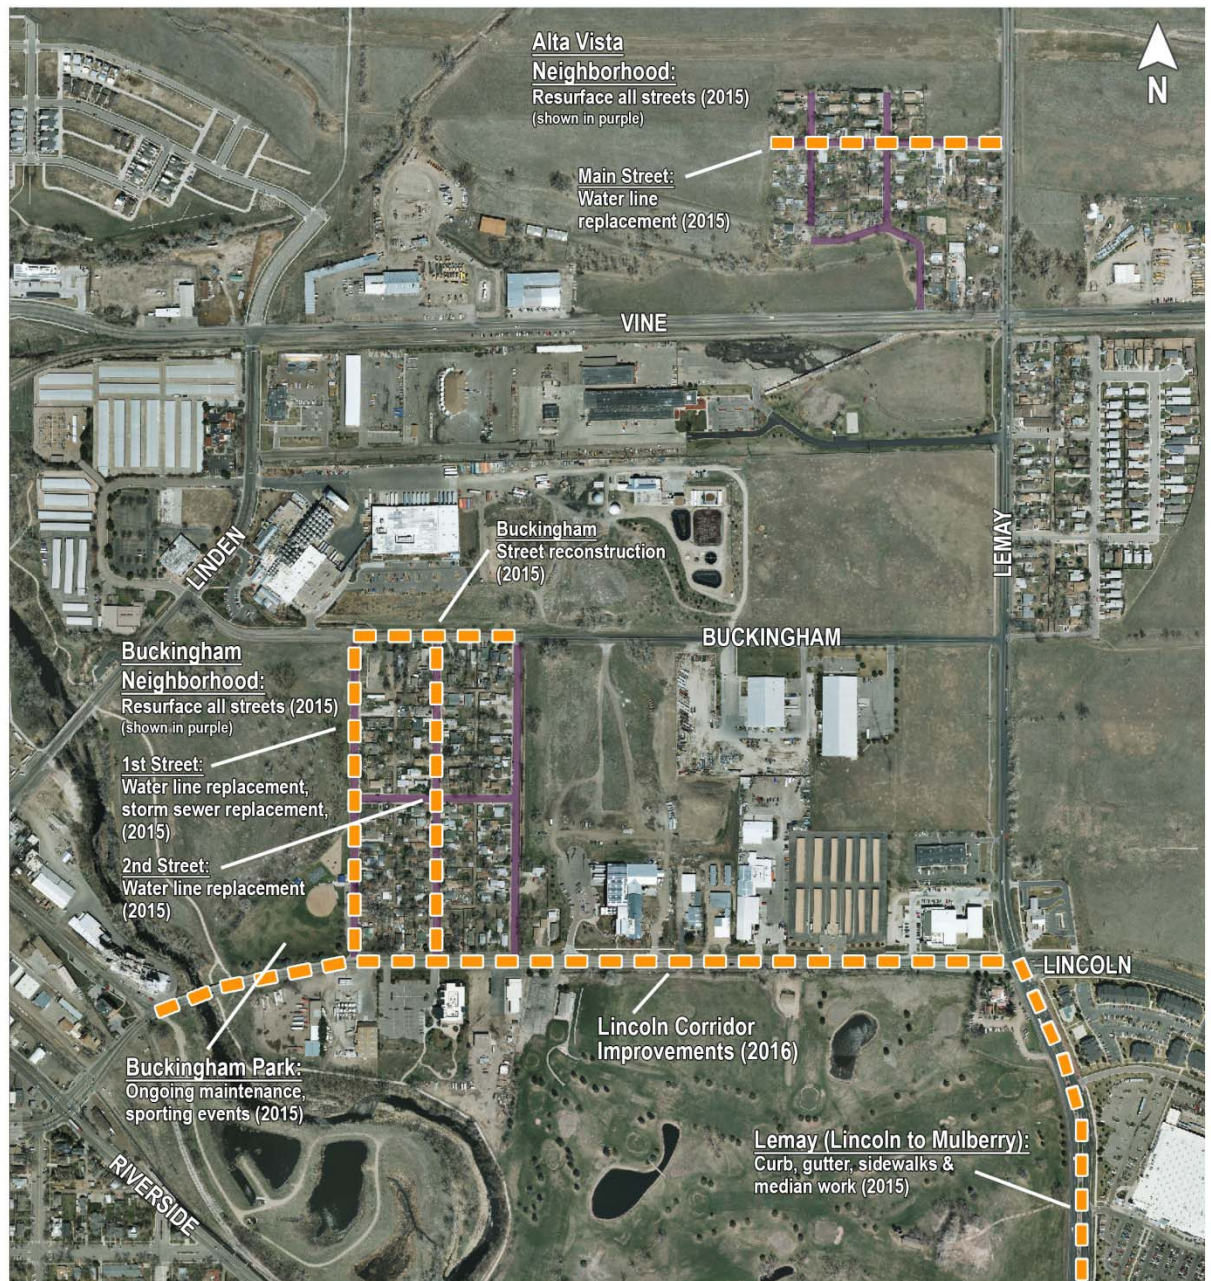 Alta Vista
Neighborhood:
Resurface all streets (2015)
(shown in purple)
N
Main Street:
Water line
replacement (2015)
VINE
LINDEN
LEMAY
Buckingham
Street reconstruction
(2015)
BUCKINGHAM
Buckingham
Neighborhood:
Resurface all streets (2015)
(shown in purple)
1st Street:
Water line replacement,
storm sewer replacement,
(2015)
2nd Street:
Water line replacement
(2015)
LINCOLN
Lincoln Corridor
Improvements (2016)
Buckingham Park:
Ongoing maintenance,
sporting events (2015)
Lemay (Lincoln to Mulberry):
Curb, gutter, sidewalks &
median work (2015)
RIVERSIDE